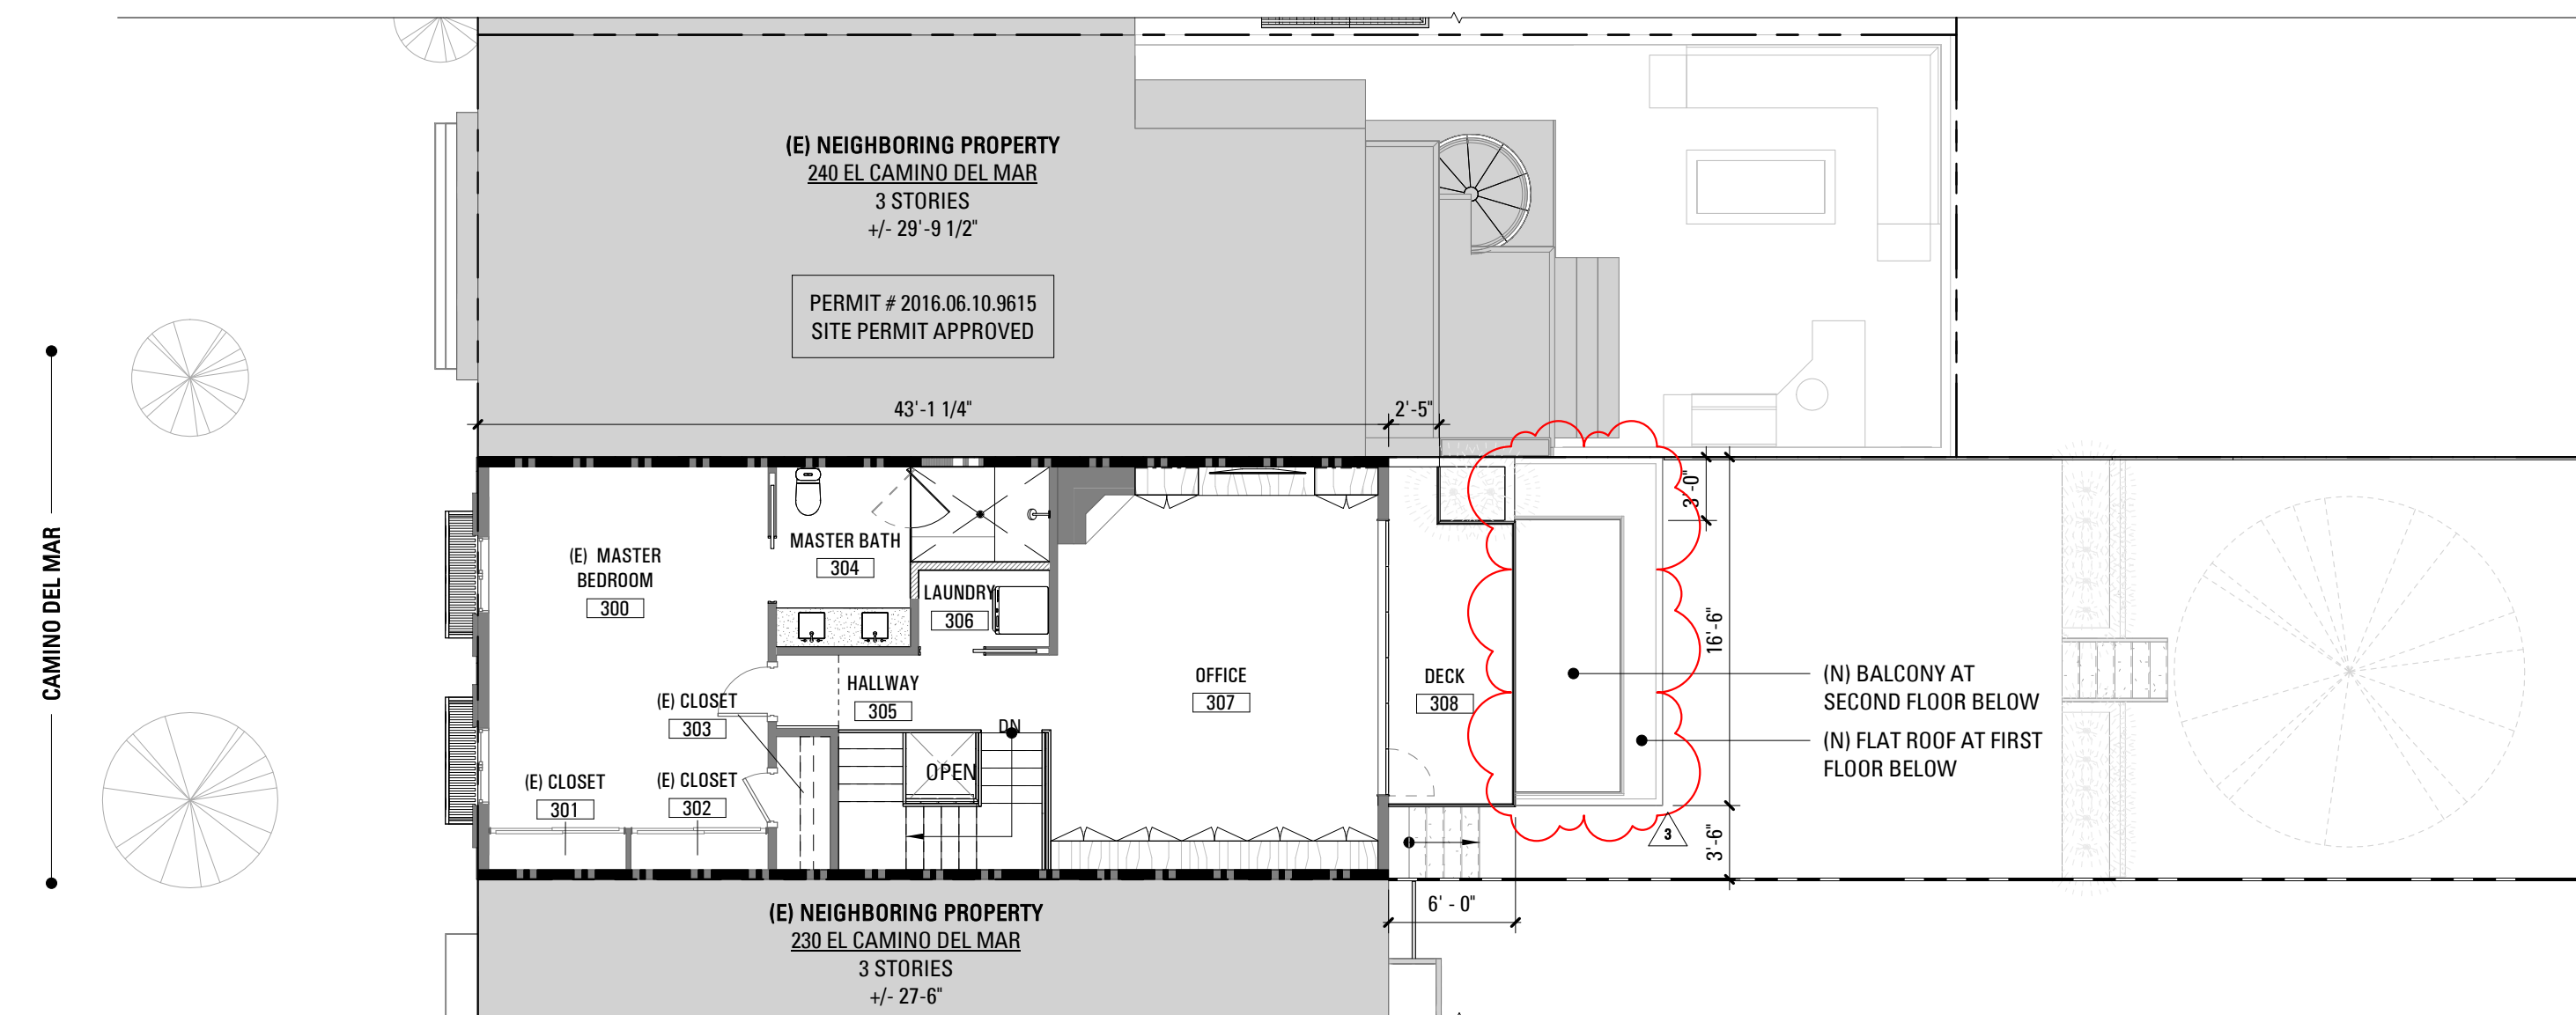 (E) NEIGHBORING PROPERTY
240 EL CAMINO DEL MAR
3 STORIES
+/- 29'-9 1/2"
PERMIT # 2016.06.10.9615
SITE PERMIT APPROVED
43'-1 1/4"
2'-5"
CAMINO DEL MAR
(E) MASTER
BEDROOM
300
MASTER BATH
304
LAUNDRY
306
3'-0"
16'-6"
3'-6"
HALLWAY
305
(E) CLOSET
303
DN
OPEN
(E) CLOSET
301
(E) CLOSET
302
OFFICE
307
DECK
308
(N) BALCONY AT
SECOND FLOOR BELOW
(N) FLAT ROOF AT FIRST
FLOOR BELOW
3
6' - 0"
(E) NEIGHBORING PROPERTY
230 EL CAMINO DEL MAR
3 STORIES
+/- 27-6"